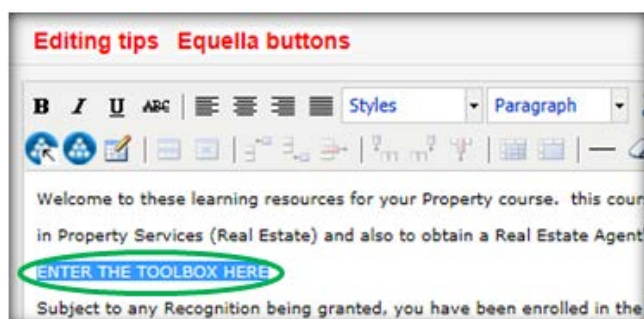 Editing tips Equella buttons
B I U ABC Styles Paragraph
Welcome to these learning resources for your Property course. this cour
in Property Services (Real Estate) and also to obtain a Real Estate Agent
ENTER THE TOOLBOX HERE
Subject to any Recognition being granted, you have been enrolled in the